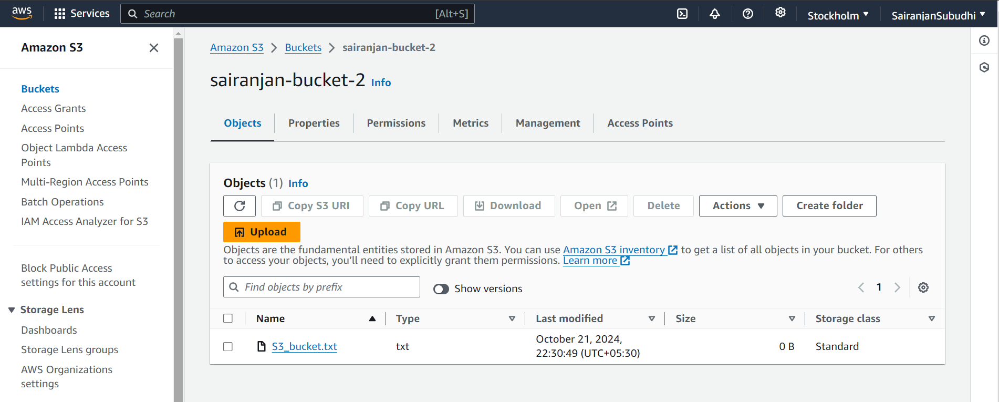 aws
Services
Search [Alt+S]
Stockholm
SairanjanSubudhi
Amazon S3
Buckets
Access Grants
Access Points
Object Lambda Access
Points
Multi-Region Access Points
Batch Operations
IAM Access Analyzer for S3
Block Public Access
settings for this account
Storage Lens
Dashboards
Storage Lens groups
AWS Organizations
settings
Amazon S3 > Buckets > sairanjan-bucket-2
sairanjan-bucket-2 Info
Objects Properties Permissions Metrics Management Access Points
Objects (1) Info
Copy S3 URI Copy URL Download Open Delete Actions Create folder
Upload
Objects are the fundamental entities stored in Amazon S3. You can use Amazon S3 inventory to get a list of all objects in your bucket. For others
to access your objects, you’ll need to explicitly grant them permissions. Learn more
Find objects by prefix Show versions 1
Name Type Last modified Size Storage class
S3_bucket.txt txt October 21, 2024, 0 B Standard
22:30:49 (UTC+05:30)